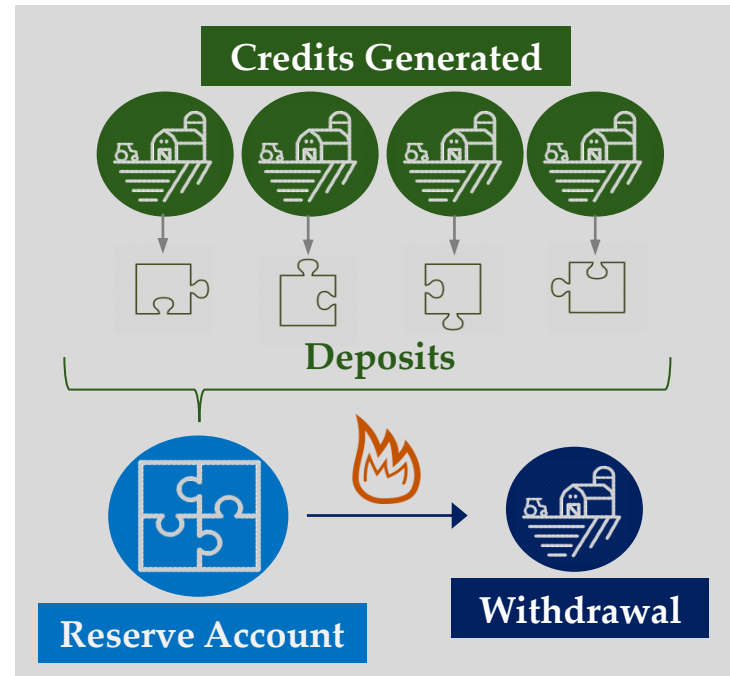 Credits Generated
Deposits
Reserve Account
Withdrawal